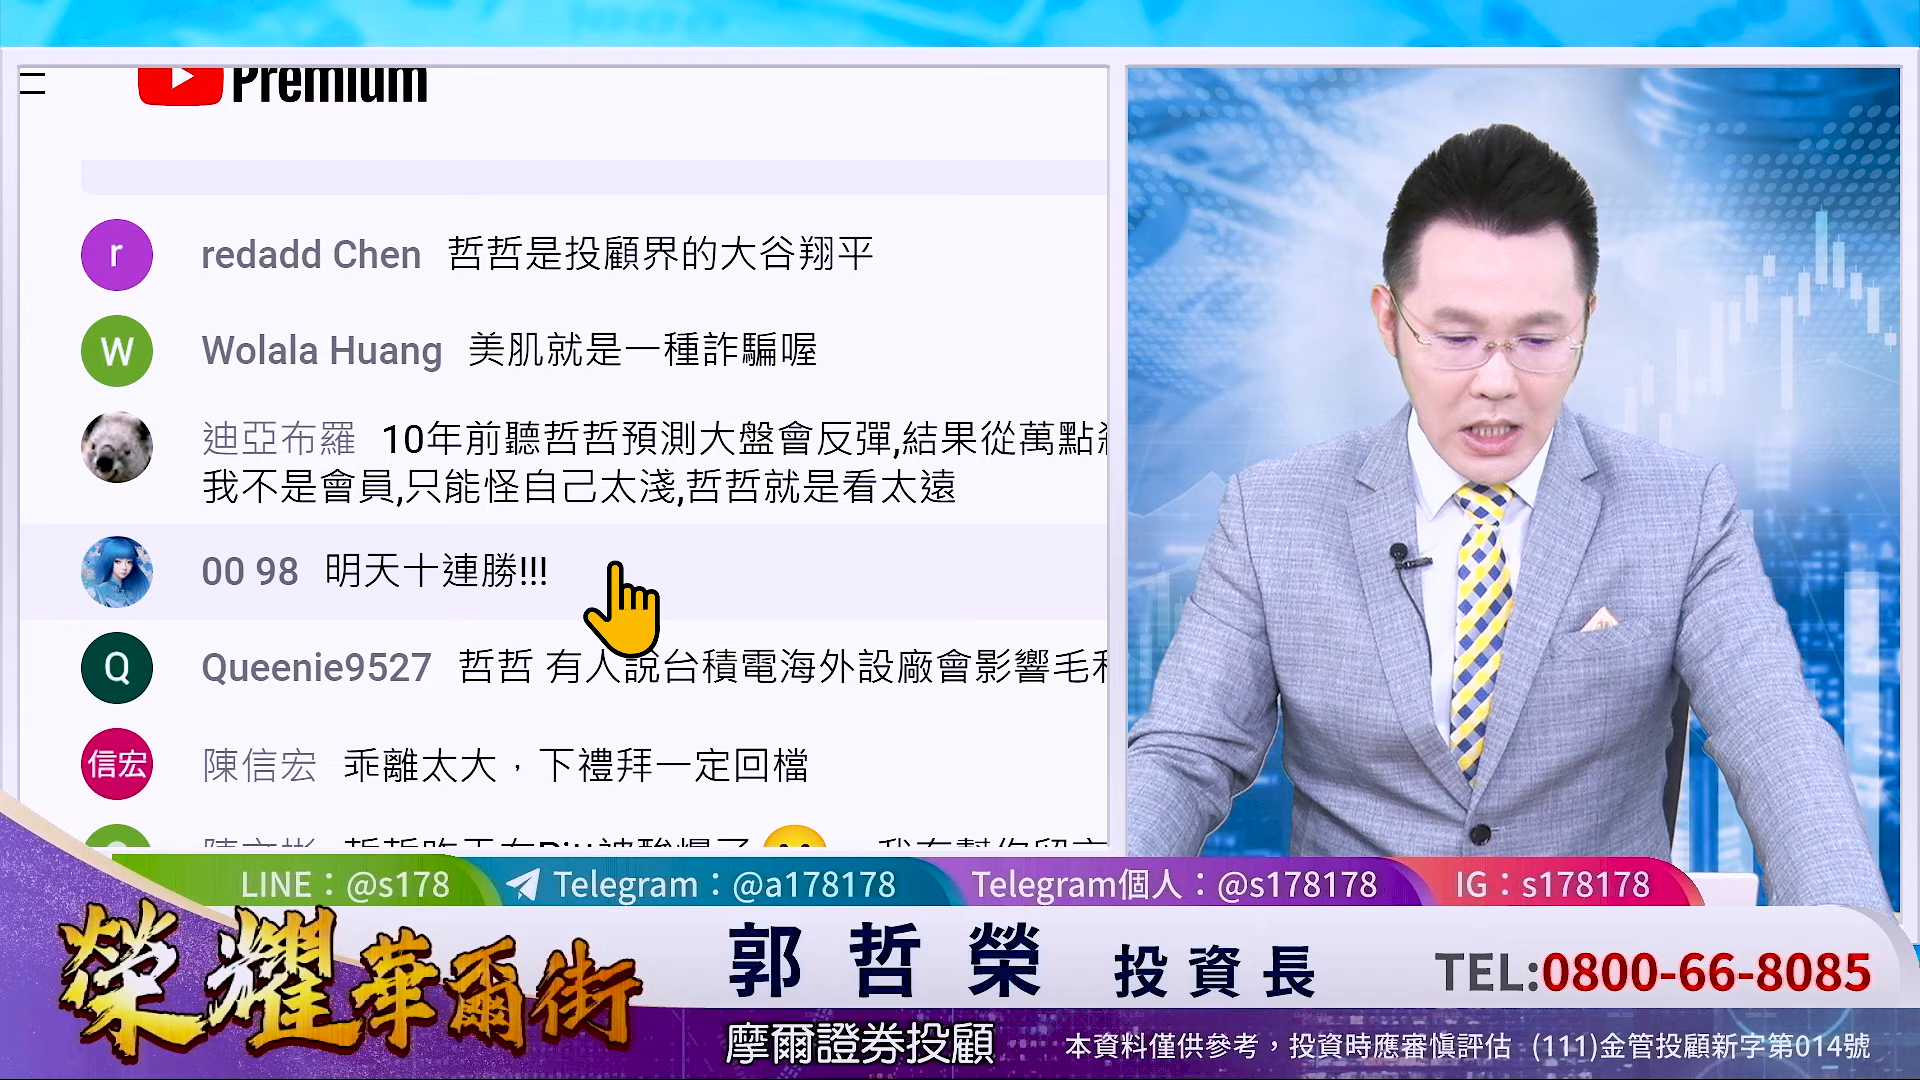 Premium
r
redadd Chen 哲哲是投顧界的大谷翔平
W
Wolala Huang 美肌就是一種詐騙喔
迪亞布羅 10年前聽哲哲預測大盤會反彈,結果從萬點
我不是會員,只能怪自己太淺,哲哲就是看太遠
00 98 明天十連勝!!!
Q
Queenie9527 哲哲 有人說台積電海外設廠會影響毛
信宏
陳信宏 乖離太大，下禮拜一定回檔
LINE：@s178
Telegram：@a178178
Telegram個人：@s178178
IG：s178178
榮耀華爾街
郭哲榮 投資長
TEL:0800-66-8085
摩爾證券投顧
本資料僅供參考，投資時應審慎評估 (111)金管投顧新字第014號